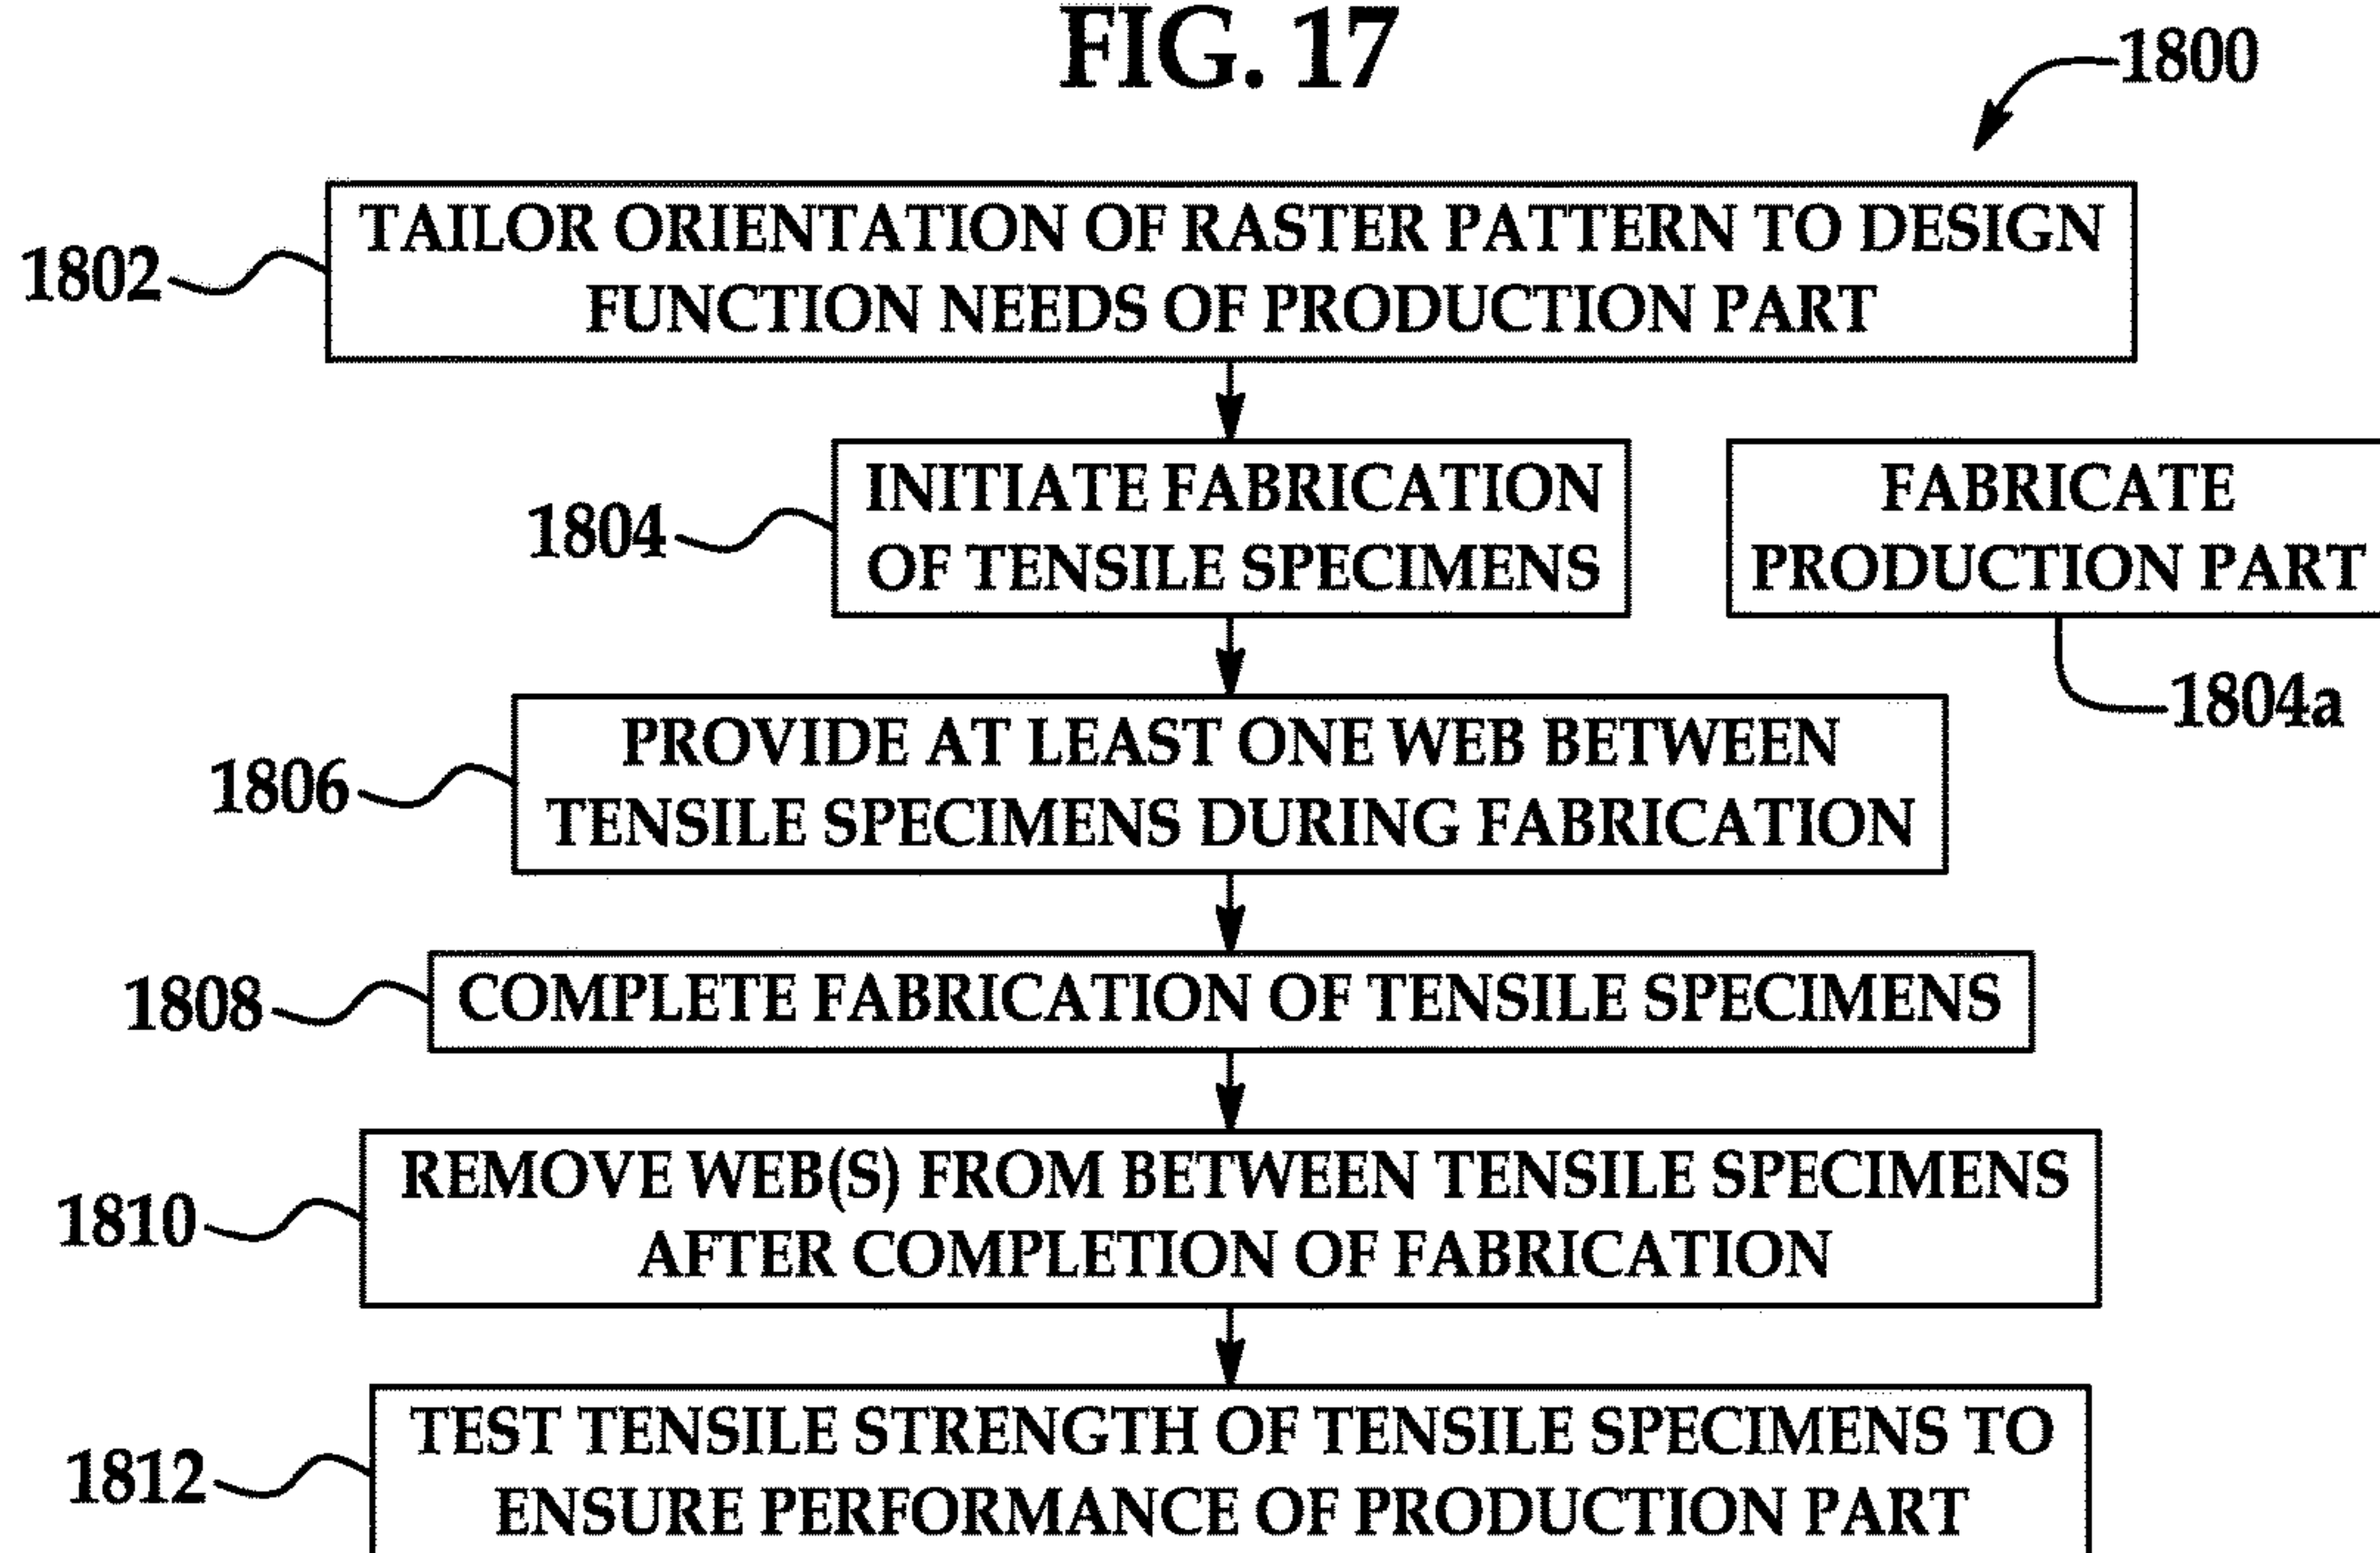 FIG. 17
1800
TAILOR ORIENTATION OF RASTER PATTERN TO DESIGN
FUNCTION NEEDS OF PRODUCTION PART
1802
INITIATE FABRICATION
OF TENSILE SPECIMENS
1804
FABRICATE
PRODUCTION PART
1804a
PROVIDE AT LEAST ONE WEB BETWEEN
TENSILE SPECIMENS DURING FABRICATION
1806
COMPLETE FABRICATION OF TENSILE SPECIMENS
1808
REMOVE WEB(S) FROM BETWEEN TENSILE SPECIMENS
AFTER COMPLETION OF FABRICATION
1810
TEST TENSILE STRENGTH OF TENSILE SPECIMENS TO
ENSURE PERFORMANCE OF PRODUCTION PART
1812